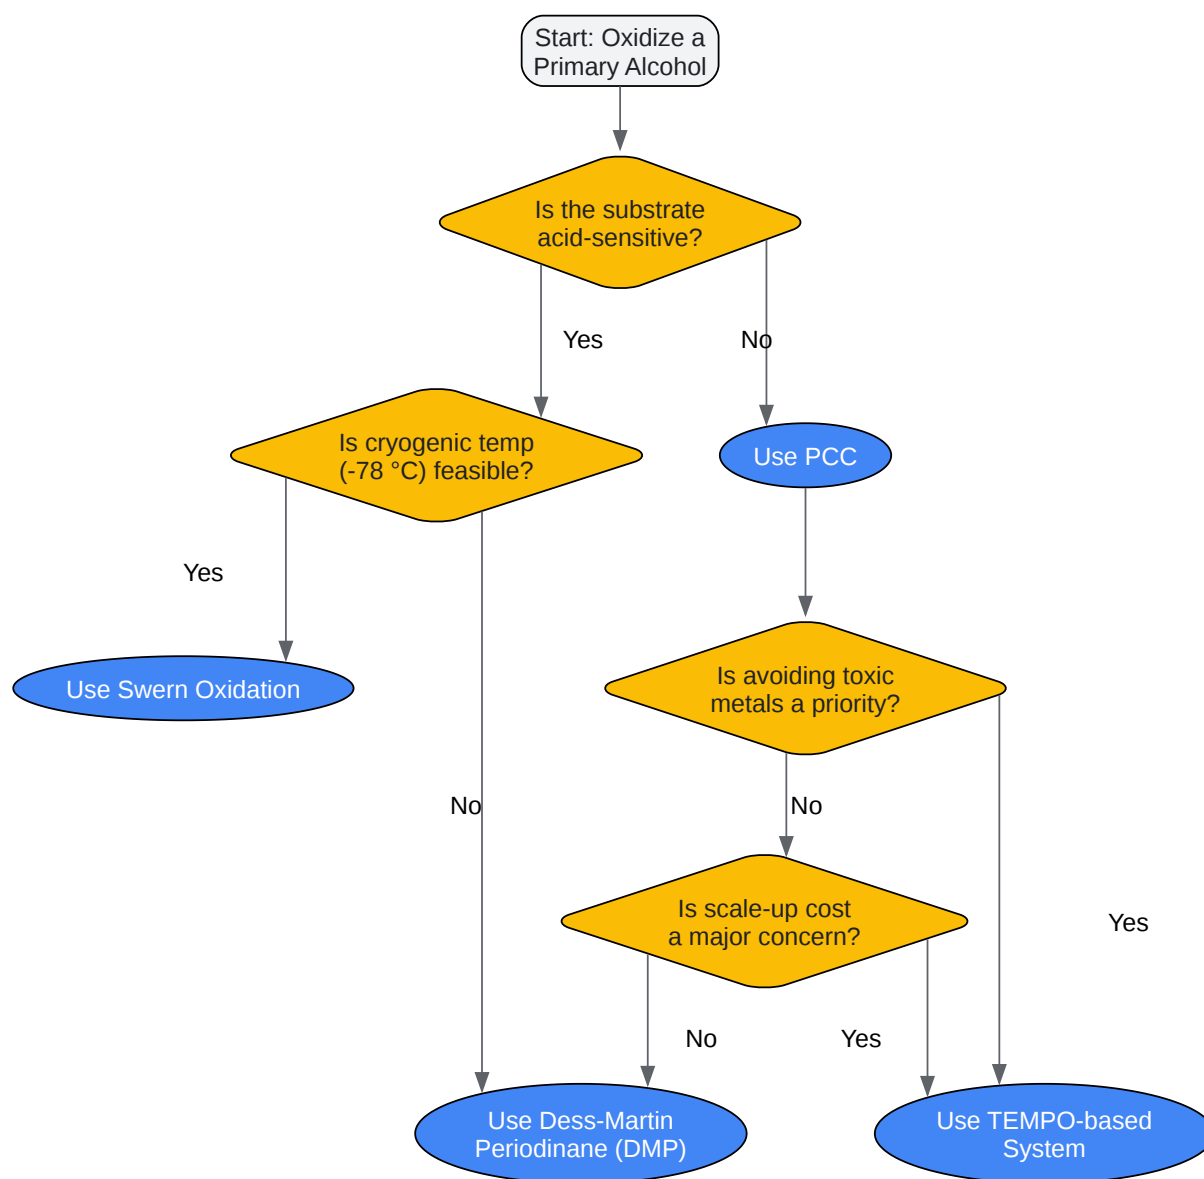 Start: Oxidize a
Primary Alcohol
Is the substrate
acid-sensitive?
Yes
No
Is cryogenic temp
(-78 °C) feasible?
Use PCC
Yes
Use Swern Oxidation
Is avoiding toxic
metals a priority?
No
No
Is scale-up cost
a major concern?
Yes
No
Yes
Use Dess-Martin
Periodinane (DMP)
Use TEMPO-based
System